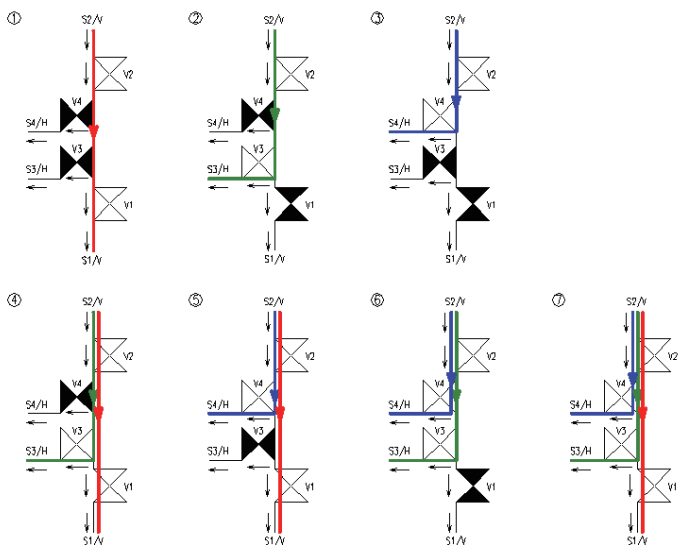 ① S2/V
V2
V4
S4/H
V3
S3/H
V1
S1/V
② S2/V
V2
V4
S4/H
V3
S3/H
V1
S1/V
③ S2/V
V2
V4
S4/H
V3
S3/H
V1
S1/V
④ S2/V
V2
V4
S4/H
V3
S3/H
V1
S1/V
⑤ S2/V
V2
V4
S4/H
V3
S3/H
V1
S1/V
⑥ S2/V
V2
V4
S4/H
V3
S3/H
V1
S1/V
⑦ S2/V
V2
V4
S4/H
V3
S3/H
V1
S1/V